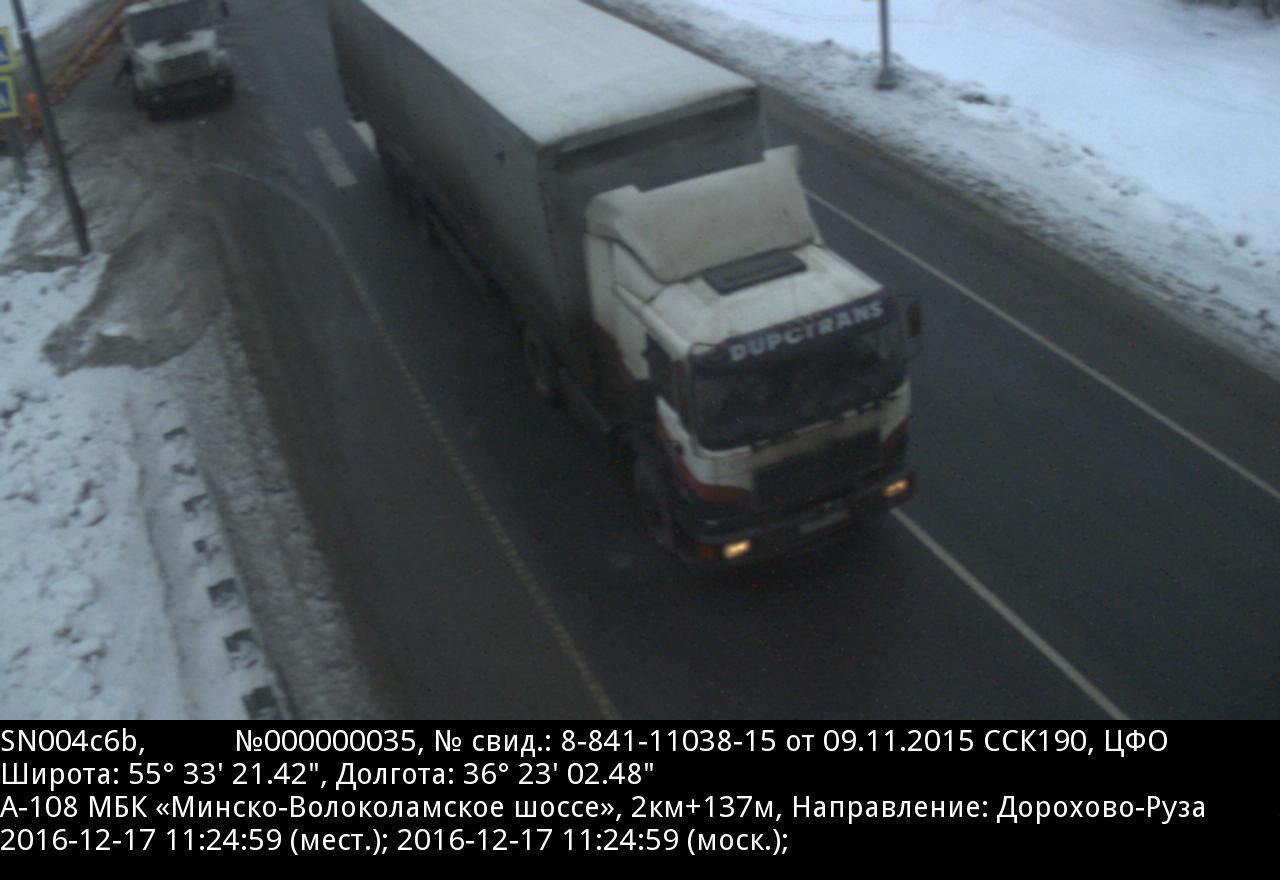 DUPCTRANS
SN004c6b, №000000035, № свид.: 8-841-11038-15 от 09.11.2015 ССК190, ЦФО
Широта: 55° 33' 21.42", Долгота: 36° 23' 02.48"
А-108 МБК «Минско-Волоколамское шоссе», 2км+137м, Направление: Дорохово-Руза
2016-12-17 11:24:59 (мест.); 2016-12-17 11:24:59 (моск.);